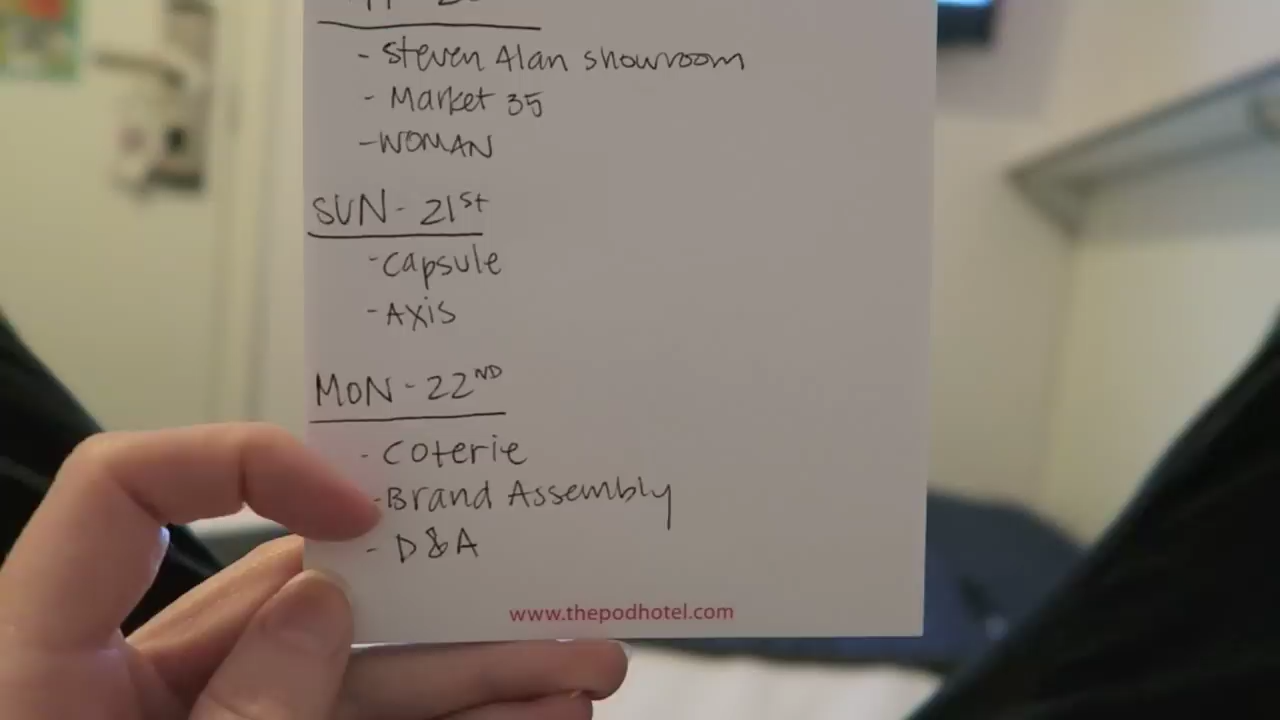 - Steven Alan showroom
- Market 35
- WOMAN
SUN - 21st
- Capsule
- Axis
MON - 22ND
- Coterie
- Brand Assembly
- D&A
www.thepodhotel.com